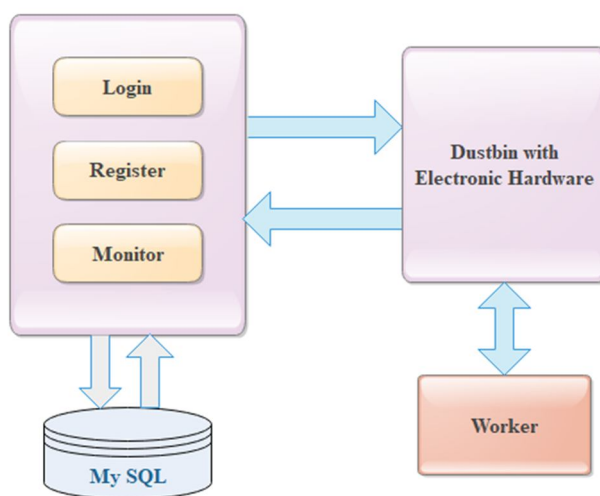 Login
Register
Monitor
Dustbin with
Electronic Hardware
Worker
My SQL